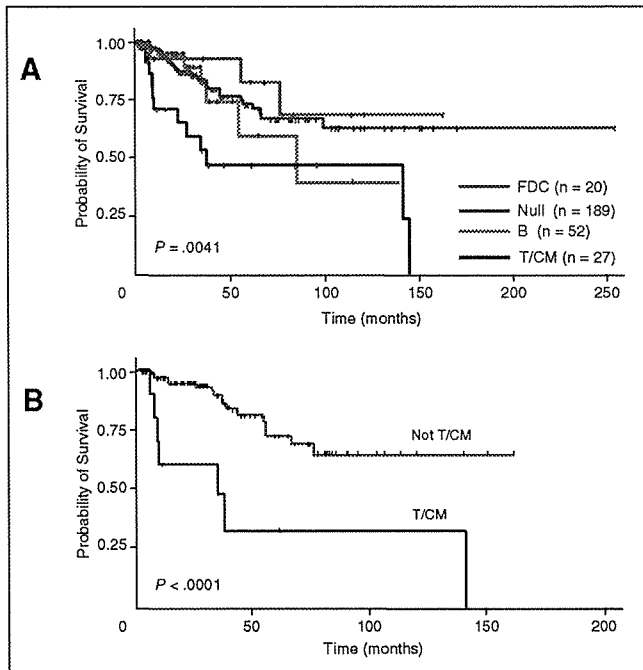 A
Probability of Survival
1.00
0.75
0.50
0.25
P = .0041
FDC (n = 20)
Null (n = 189)
B (n = 52)
T/CM (n = 27)
0 50 100 150 200 250
Time (months)
B
Probability of Survival
1.00
0.75
0.50
0.25
Not T/CM
T/CM
P < .0001
0 50 100 150 200
Time (months)